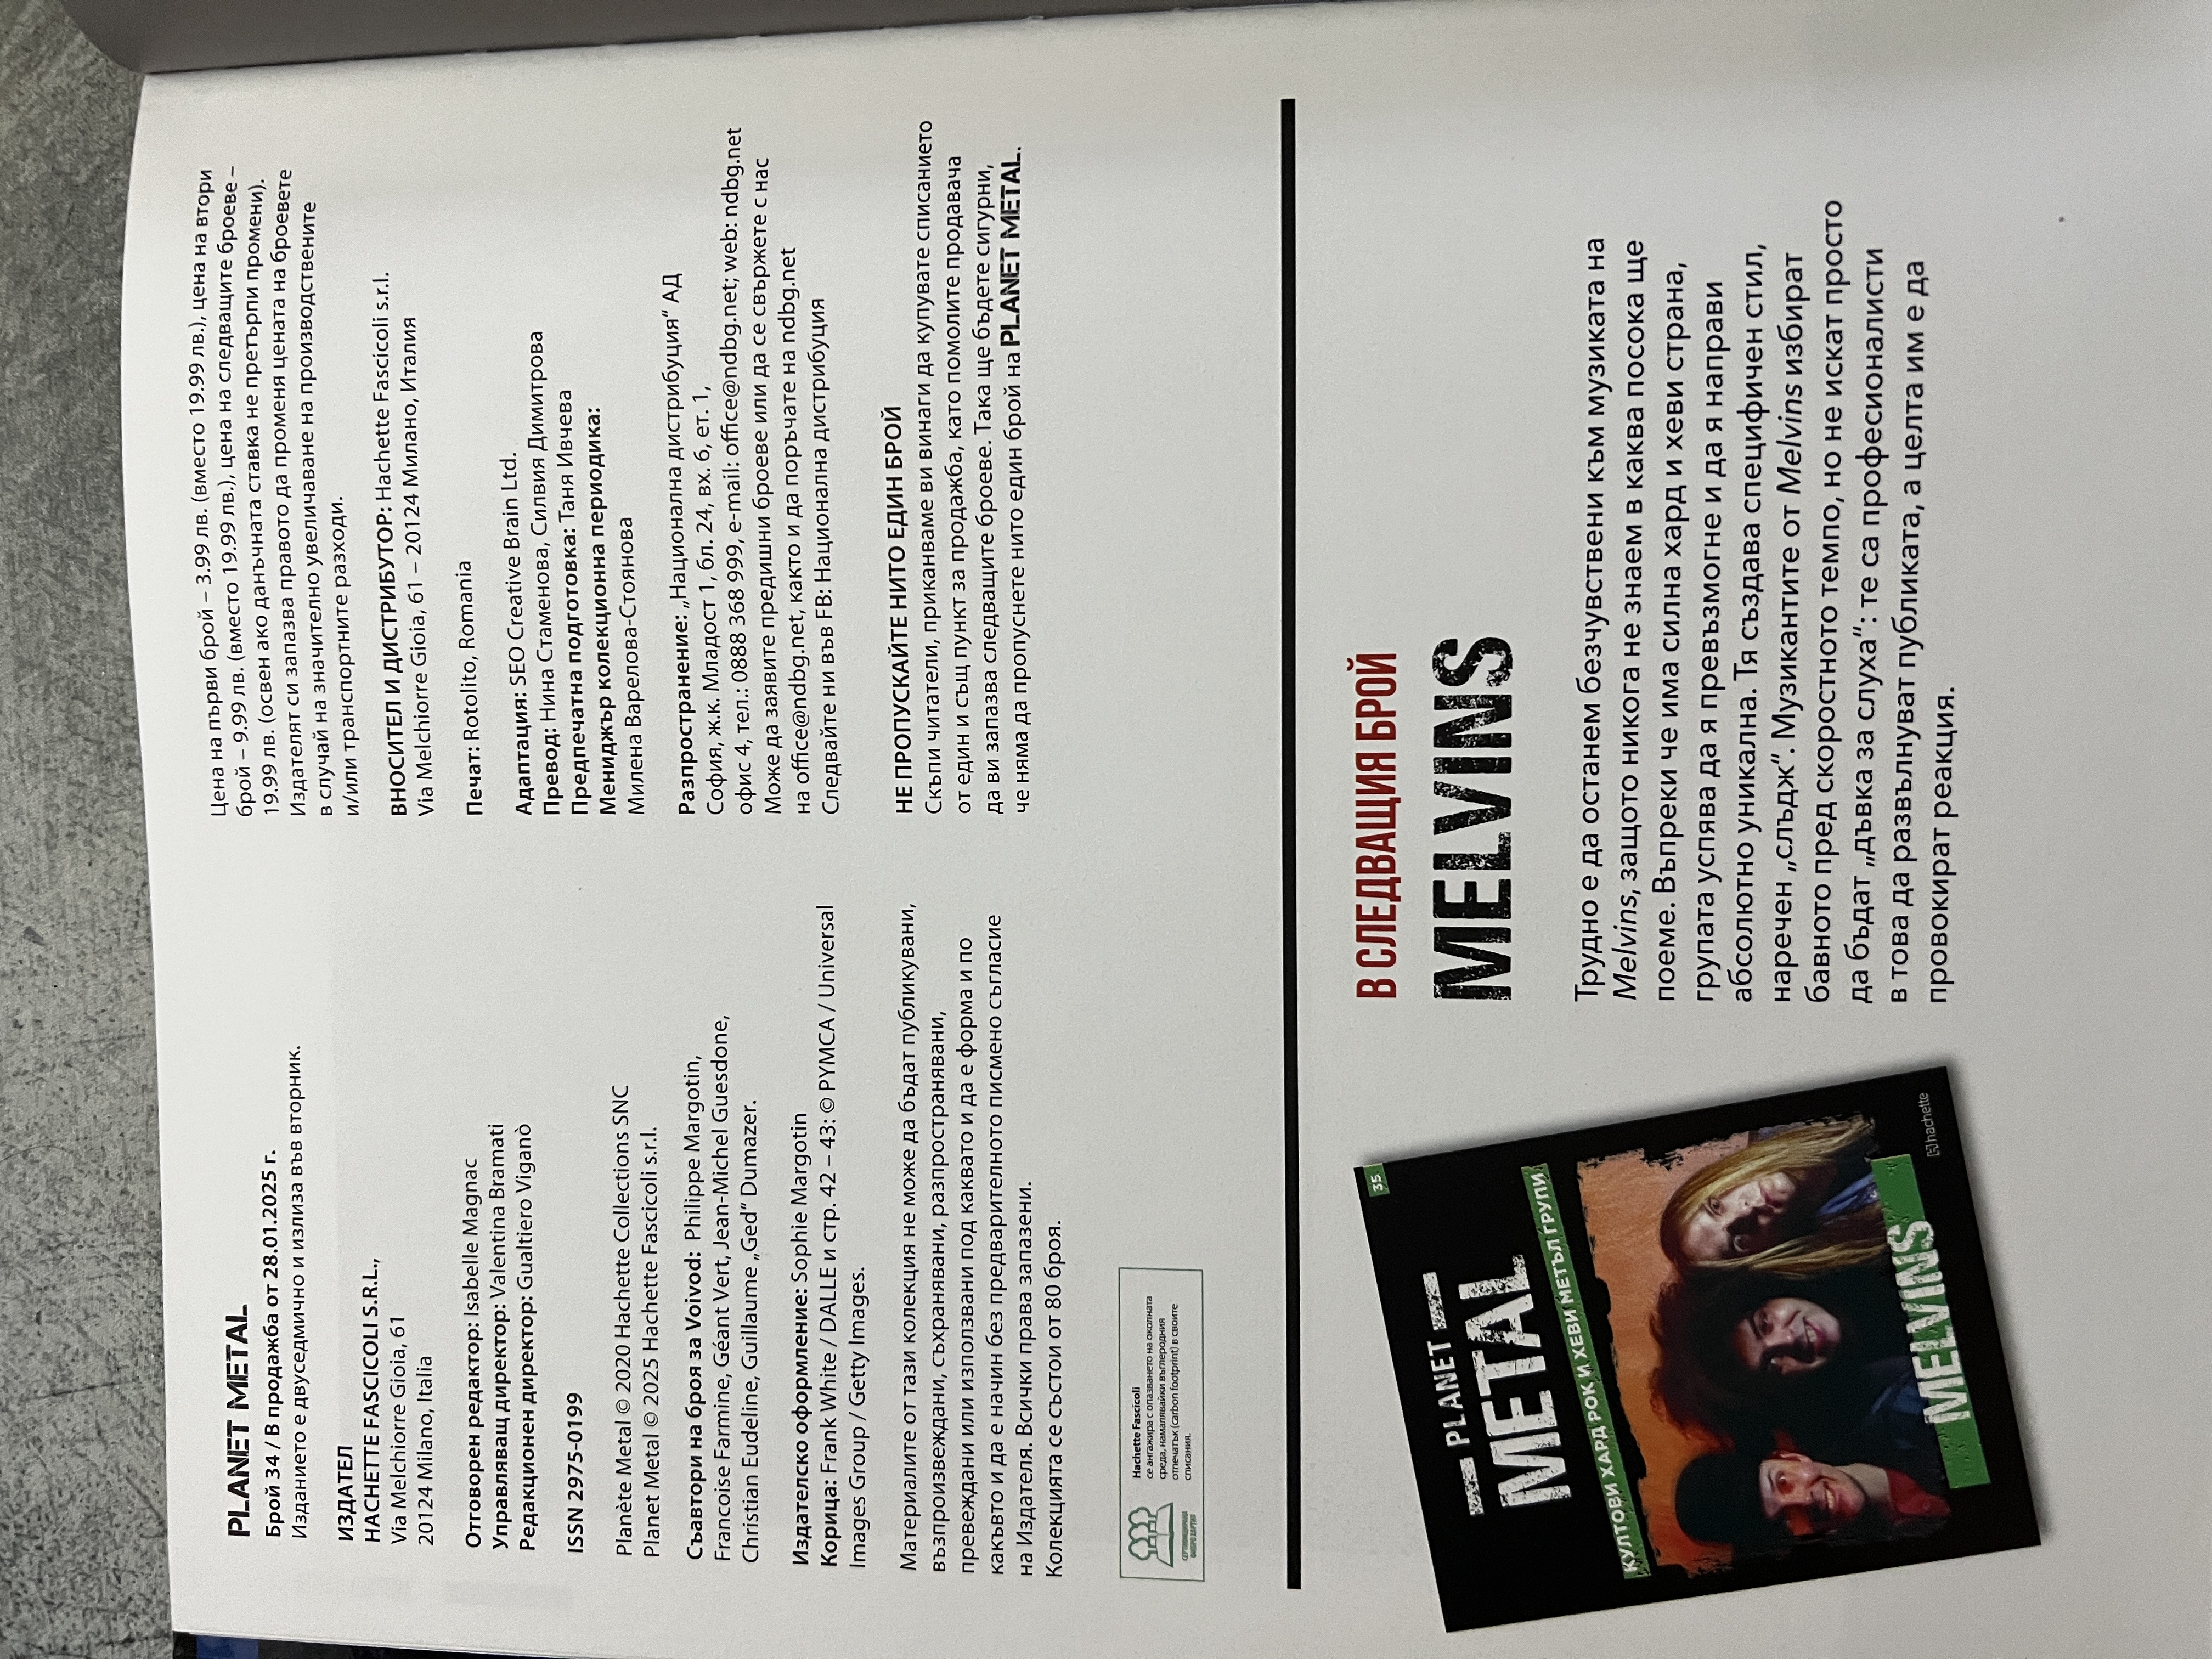 PLANET METAL
Брой 34 / В продажба от 28.01.2025 г.
Изданието е двуседмично и излиза във вторник.
ИЗДАТЕЛ
HACHETTE FASCICOLI S.R.L.,
Via Melchiorre Gioia, 61
20124 Milano, Italia
Отговорен редактор: Isabelle Magnac
Управляващ директор: Valentina Bramati
Редакционен директор: Gualtiero Viganò
ISSN 2975-0199
Planète Metal © 2020 Hachette Collections SNC
Planet Metal © 2025 Hachette Fascicoli s.r.l.
Съавтори на броя за Voivod: Philippe Margotin,
Francoise Farmine, Géant Vert, Jean-Michel Guesdone,
Christian Eudeline, Guillaume „Ged“ Dumazer.
Издателско оформление: Sophie Margotin
Корица: Frank White / DALLE и стр. 42 – 43: © PYMCA / Universal
Images Group / Getty Images.
Материалите от тази колекция не може да бъдат публикувани,
възпроизвеждани, съхранявани, разпространявани,
превеждани или използвани под каквато и да е форма и по
какъвто и да е начин без предварителното писмено съгласие
на Издателя. Всички права запазени.
Колекцията се състои от 80 броя.
Hachette Fascicoli
се ангажира с опазването на околната
среда, намалявайки въглеродния
отпечатък (carbon footprint) в своите
списания.
СЕРТИФИЦИРАНА
ФИБРО ХАРТИЯ
Цена на първи брой – 3.99 лв. (вместо 19.99 лв.), цена на втори
брой – 9.99 лв. (вместо 19.99 лв.), цена на следващите броеве –
19.99 лв. (освен ако данъчната ставка не претърпи промени).
Издателят си запазва правото да променя цената на броевете
в случай на значително увеличаване на производствените
и/или транспортните разходи.
ВНОСИТЕЛ И ДИСТРИБУТОР: Hachette Fascicoli s.r.l.
Via Melchiorre Gioia, 61 – 20124 Милано, Италия
Печат: Rotolito, Romania
Адаптация: SEO Creative Brain Ltd.
Превод: Нина Стаменова, Силвия Димитрова
Предпечатна подготовка: Таня Ивчева
Мениджър колекционна периодика:
Милена Варелова-Стоянова
Разпространение: „Национална дистрибуция“ АД
София, ж.к. Младост 1, бл. 24, вх. 6, ет. 1,
офис 4, тел.: 0888 368 999, e-mail: office@ndbg.net; web: ndbg.net
Може да заявите предишни броеве или да се свържете с нас
на office@ndbg.net, както и да поръчате на ndbg.net
Следвайте ни във FB: Национална дистрибуция
НЕ ПРОПУСКАЙТЕ НИТО ЕДИН БРОЙ
Скъпи читатели, приканваме ви винаги да купувате списанието
от един и същ пункт за продажба, като помолите продавача
да ви запазва следващите броеве. Така ще бъдете сигурни,
че няма да пропуснете нито един брой на PLANET METAL.
35
PLANET
METAL
КУЛТОВИ ХАРД РОК И ХЕВИ МЕТЪЛ ГРУПИ
MELVINS
hachette
В СЛЕДВАЩИЯ БРОЙ
MELVINS
Трудно е да останем безчувствени към музиката на
Melvins, защото никога не знаем в каква посока ще
поеме. Въпреки че има силна хард и хеви страна,
групата успява да я превъзмогне и да я направи
абсолютно уникална. Тя създава специфичен стил,
наречен „слъдж“. Музикантите от Melvins избират
бавното пред скоростното темпо, но не искат просто
да бъдат „дъвка за слуха“: те са професионалисти
в това да развълнуват публиката, а целта им е да
провокират реакция.